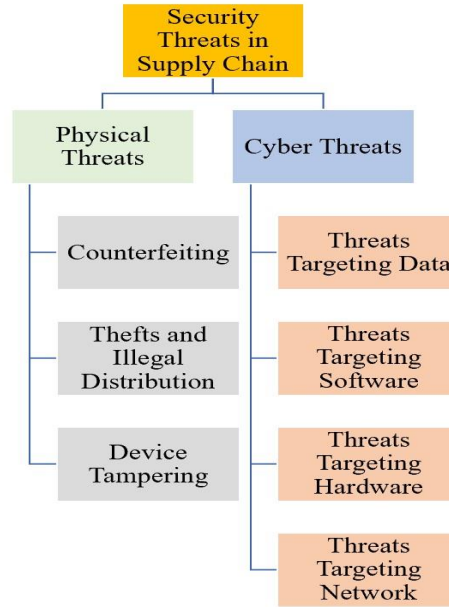 Security
Threats in
Supply Chain
Physical
Threats
Cyber Threats
Counterfeiting
Thefts and
Illegal
Distribution
Device
Tampering
Threats
Targeting Data
Threats
Targeting
Software
Threats
Targeting
Hardware
Threats
Targeting
Network